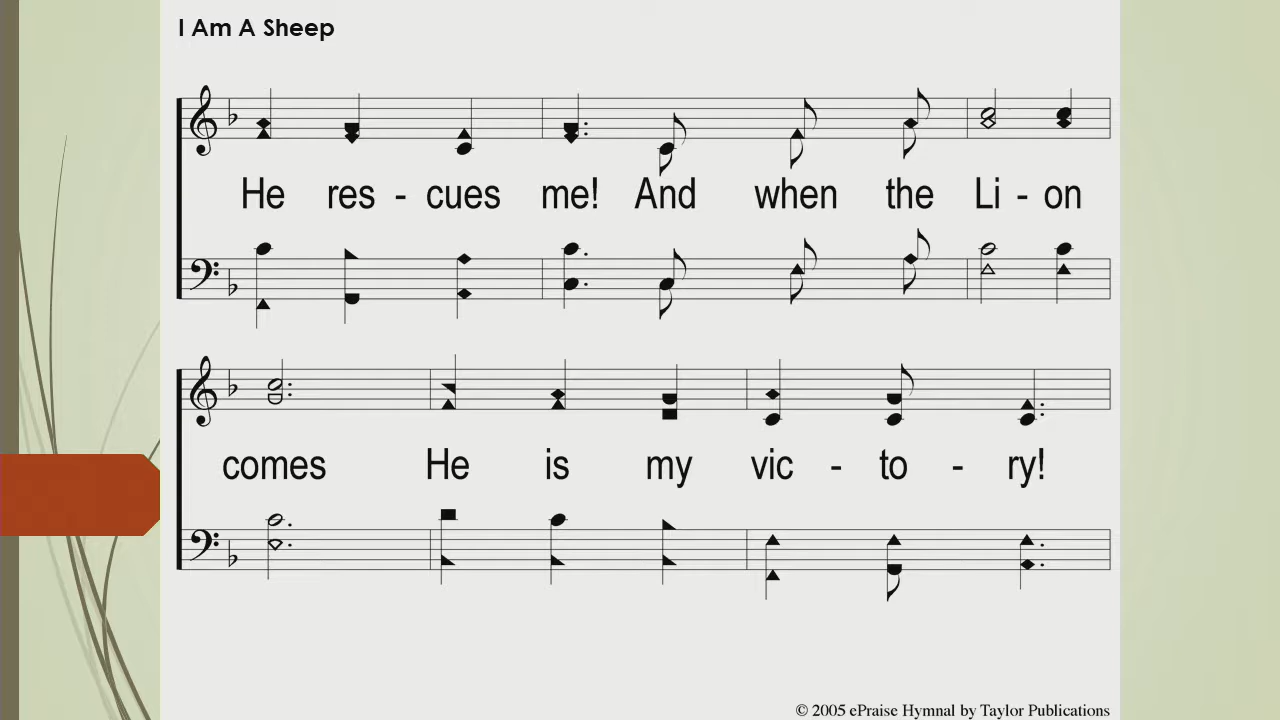 I Am A Sheep
He res - cues me! And when the Li - on
comes He is my vic - to - ry!
© 2005 ePraise Hymnal by Taylor Publications